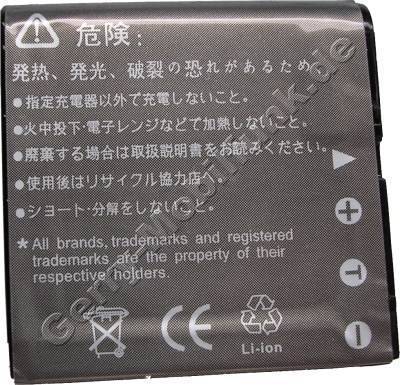 危険:
発熱、発光、破裂の恐れがあるため
●指定充電器以外で充電しないこと。
●火中投下・電子レンジなどで加熱しないこと。
●廃棄する場合は取扱説明書をお読みください。
●使用後はリサイクル協力店へ。
●ショート・分解をしないこと。
* All brands, trademarks and registered
trademarks are the property of their
respective holders.
+
T
-
CE
Li-ion
Gerry-Mobilfunk.de